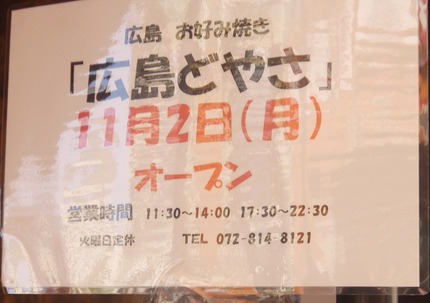 広島 お好み焼き
「広島どやさ」
11月2日(月)
オープン
営業時間 11:30～14:00 17:30～22:30
火曜日定休 TEL 072-814-8121